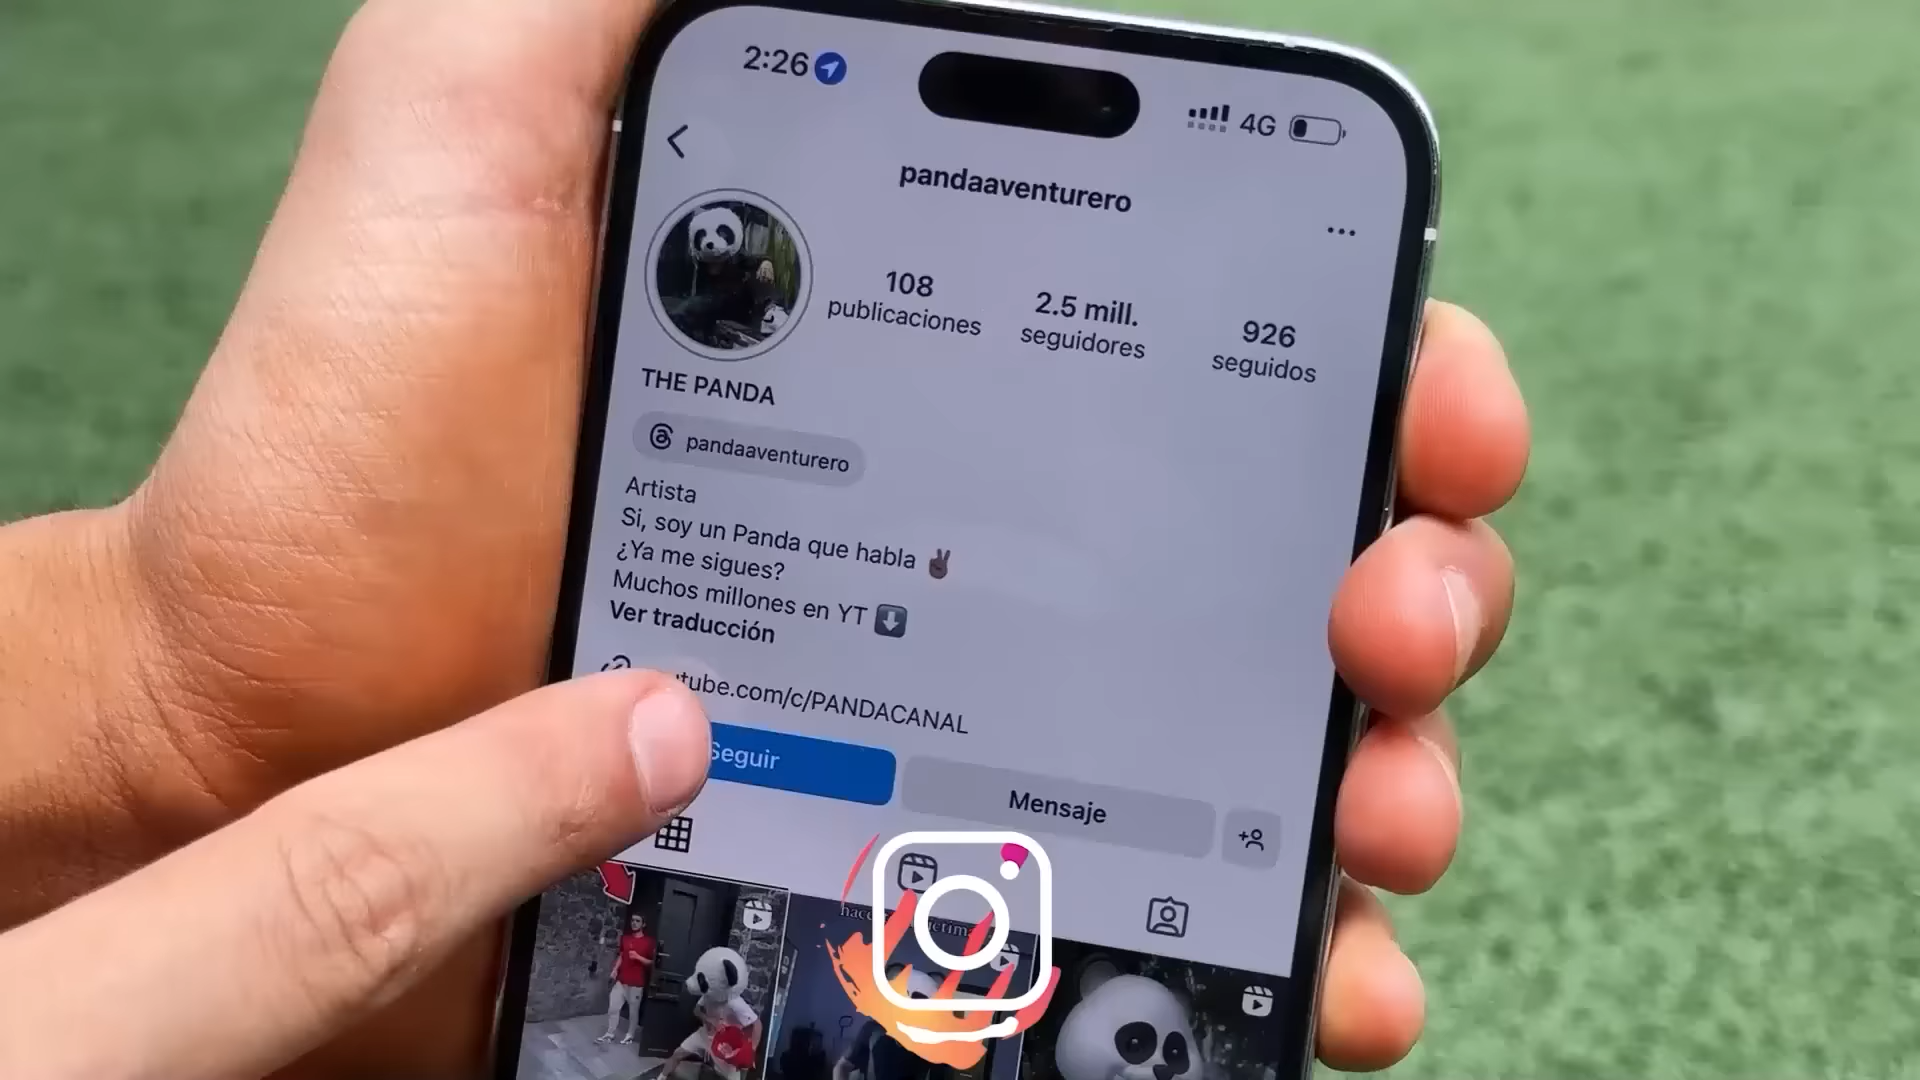 2:26
4G
pandaaventurero
108
publicaciones
2.5 mill.
seguidores
926
seguidos
THE PANDA
pandaaventurero
Artista
Si, soy un Panda que habla ✌🏿
¿Ya me sigues?
Muchos millones en YT ⬇️
Ver traducción
tube.com/c/PANDACANAL
Seguir
Mensaje